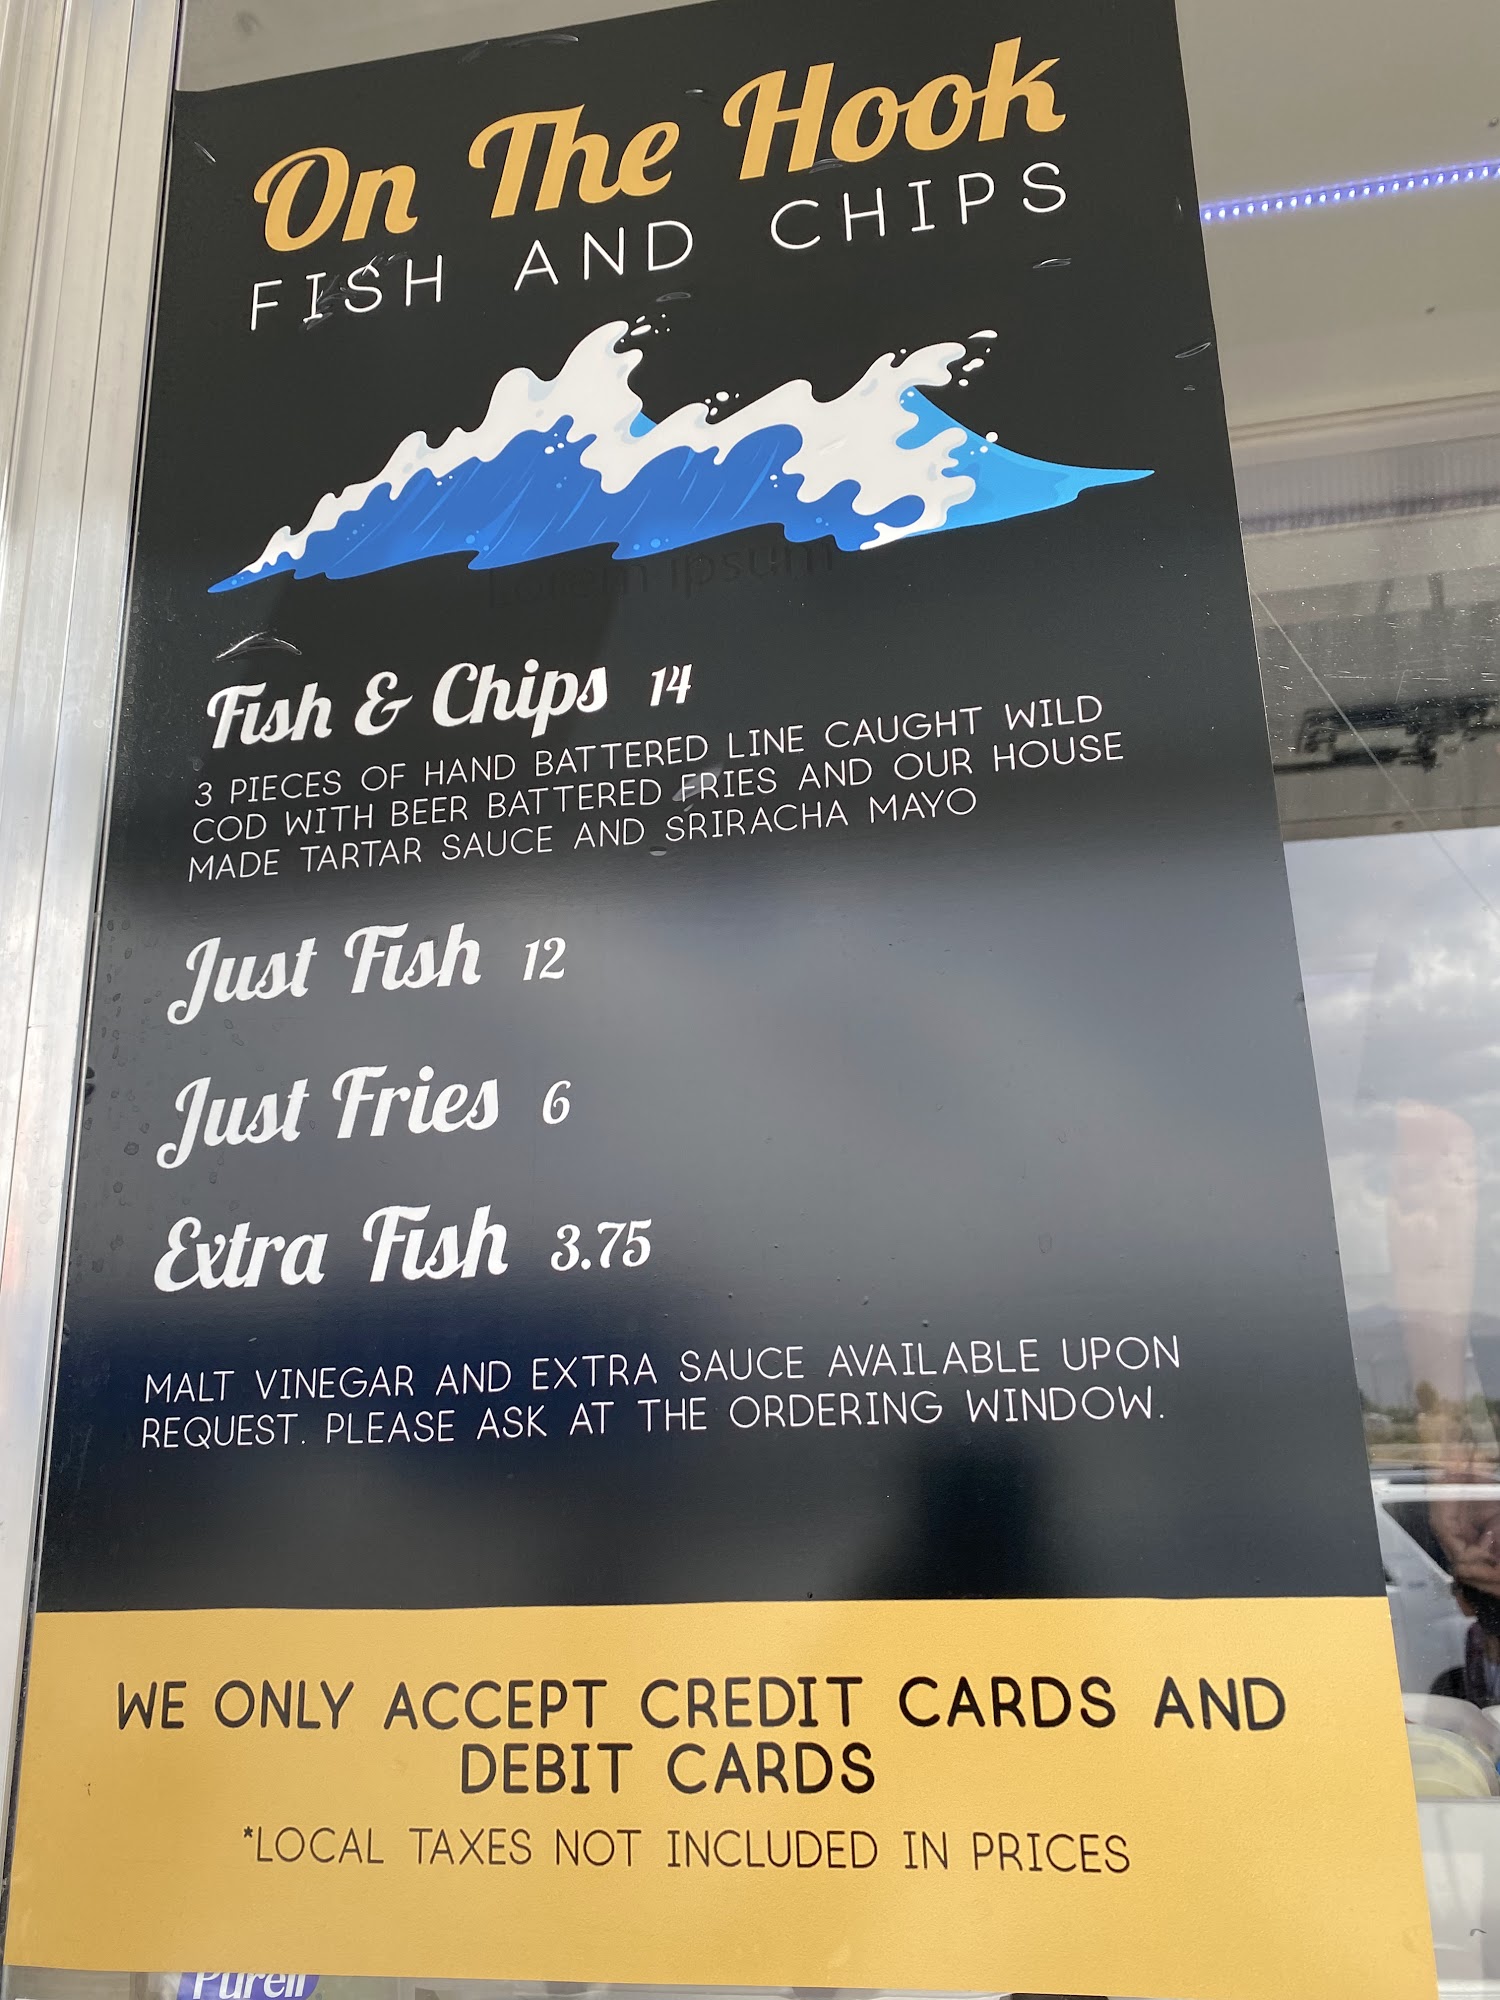 On The Hook
FISH AND CHIPS
Lorem ipsum
Fish & Chips 14
3 PIECES OF HAND BATTERED LINE CAUGHT WILD
COD WITH BEER BATTERED FRIES AND OUR HOUSE
MADE TARTAR SAUCE AND SRIRACHA MAYO
Just Fish 12
Just Fries 6
Extra Fish 3.75
MALT VINEGAR AND EXTRA SAUCE AVAILABLE UPON
REQUEST. PLEASE ASK AT THE ORDERING WINDOW.
WE ONLY ACCEPT CREDIT CARDS AND
DEBIT CARDS
*LOCAL TAXES NOT INCLUDED IN PRICES
Purell